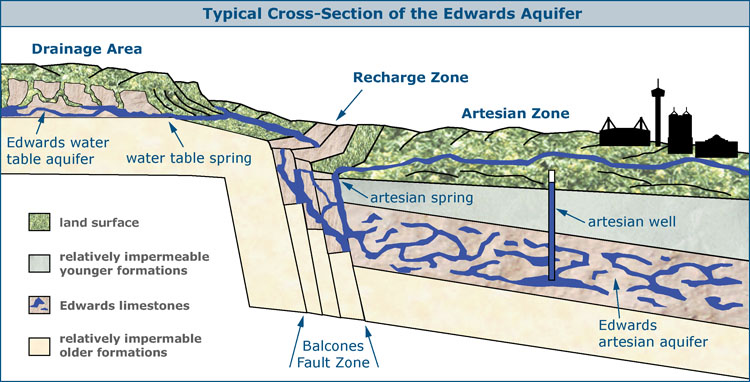 Typical Cross-Section of the Edwards Aquifer
Drainage Area
Recharge Zone
Artesian Zone
Edwards water
table aquifer
water table spring
artesian spring
artesian well
land surface
relatively impermeable
younger formations
Edwards limestones
relatively impermable
older formations
Balcones
Fault Zone
Edwards
artesian aquifer